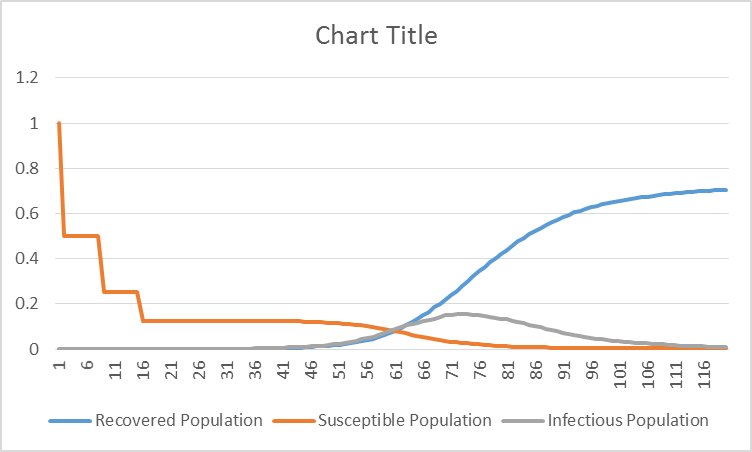 Chart Title
1.2
1
0.8
0.6
0.4
0.2
0
1 6 11 16 21 26 31 36 41 46 51 56 61 66 71 76 81 86 91 96 101 106 111 116
Recovered Population Susceptible Population Infectious Population